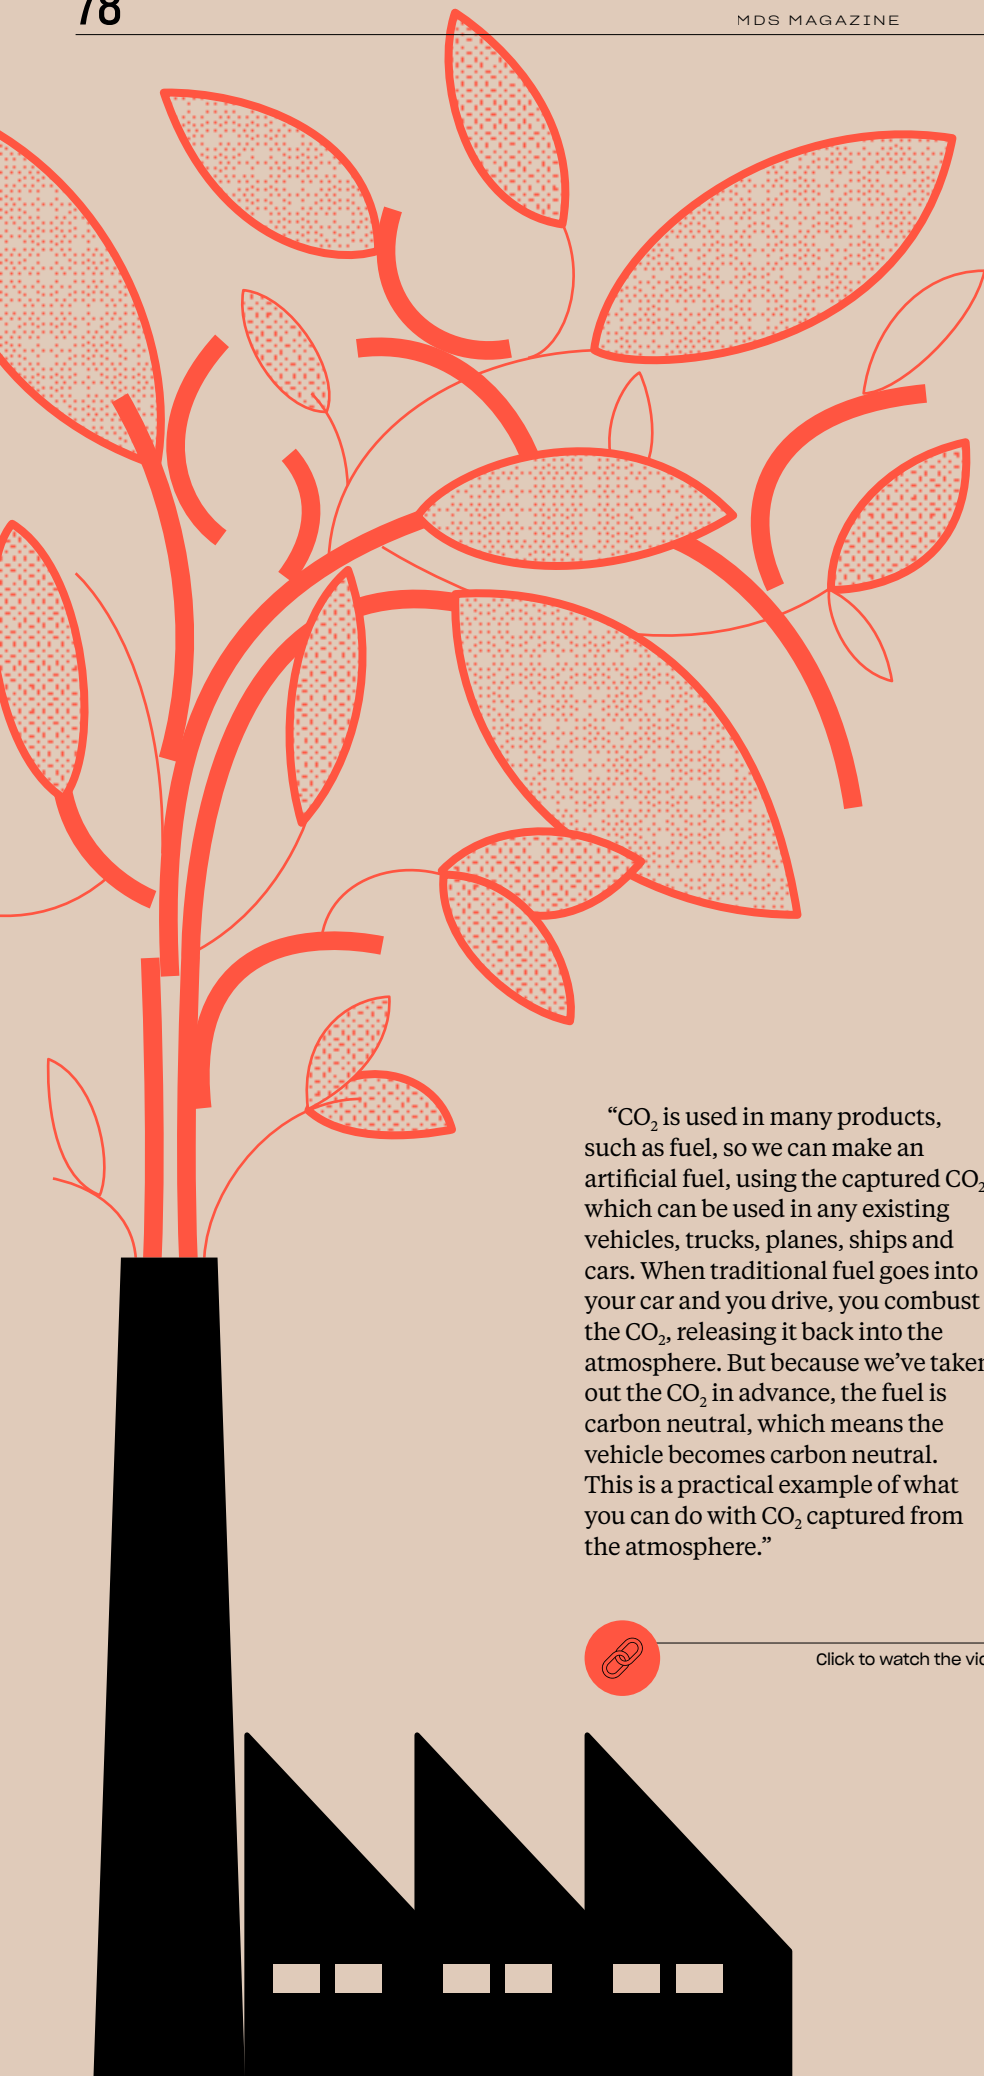 78
MDS MAGAZINE
“CO₂ is used in many products,
such as fuel, so we can make an
artificial fuel, using the captured CO₂
which can be used in any existing
vehicles, trucks, planes, ships and
cars. When traditional fuel goes into
your car and you drive, you combust
the CO₂, releasing it back into the
atmosphere. But because we’ve taken
out the CO₂ in advance, the fuel is
carbon neutral, which means the
vehicle becomes carbon neutral.
This is a practical example of what
you can do with CO₂ captured from
the atmosphere.”
Click to watch the